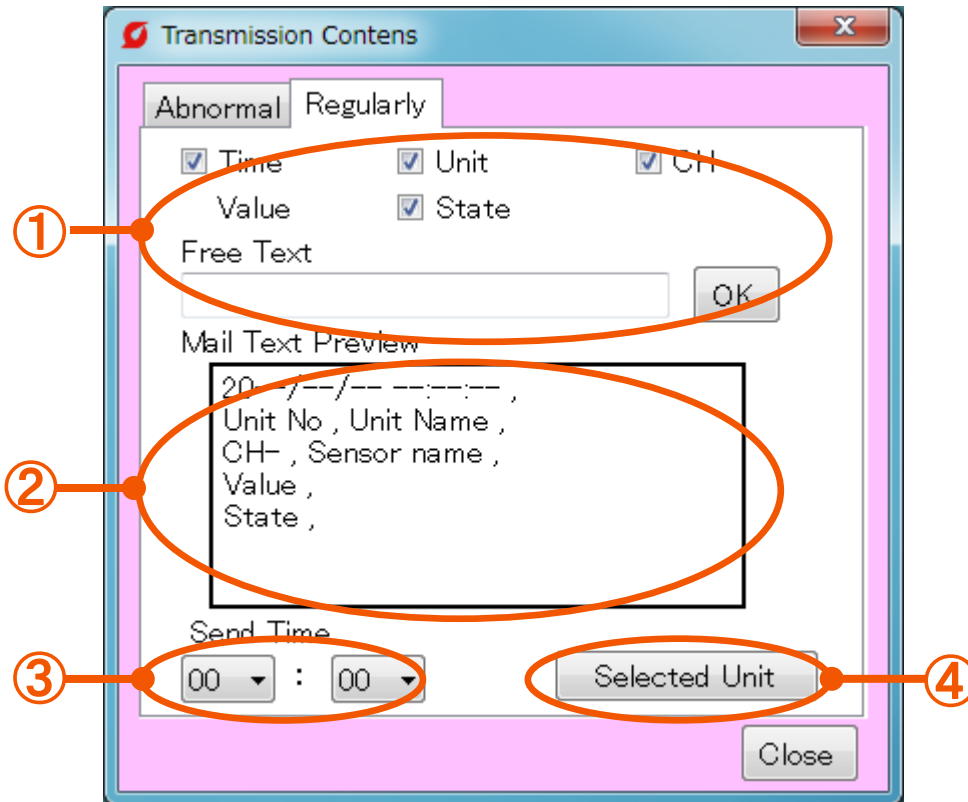 Transmission Contens
x
Abnormal Regularly
Time Unit CH
Value State
① Free Text
OK
Mail Text Preview
20--/--/-- --:--:-- ,
Unit No , Unit Name ,
CH- , Sensor name ,
② Value ,
State ,
Send Time
③ 00 : 00 Selected Unit ④
Close